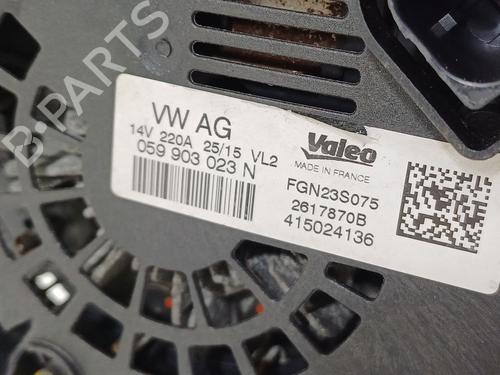 B-PARTS
VW AG
14V 220A 25/15 VL2
059 903 023 N
Valeo
MADE IN FRANCE
FGN23S075
2617870B
415024136